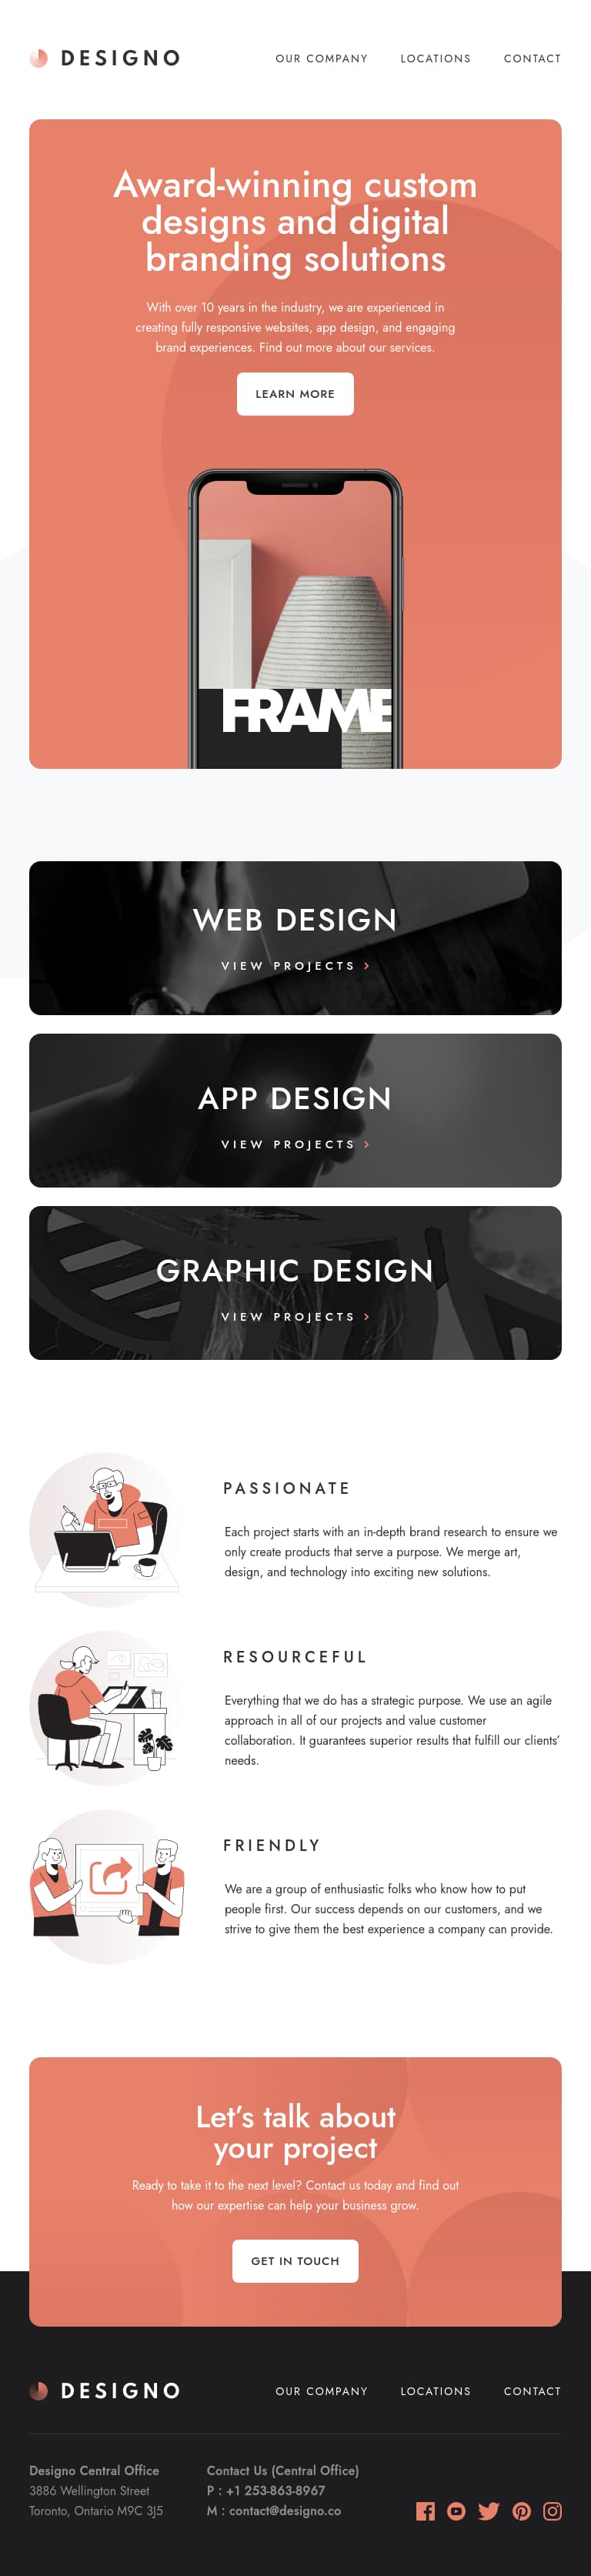 DESIGNO
OUR COMPANY LOCATIONS CONTACT
Award-winning custom
designs and digital
branding solutions
With over 10 years in the industry, we are experienced in
creating fully responsive websites, app design, and engaging
brand experiences. Find out more about our services.
LEARN MORE
FRAME
WEB DESIGN
VIEW PROJECTS
APP DESIGN
VIEW PROJECTS
GRAPHIC DESIGN
VIEW PROJECTS
PASSIONATE
Each project starts with an in-depth brand research to ensure we
only create products that serve a purpose. We merge art,
design, and technology into exciting new solutions.
RESOURCEFUL
Everything that we do has a strategic purpose. We use an agile
approach in all of our projects and value customer
collaboration. It guarantees superior results that fulfill our clients’
needs.
FRIENDLY
We are a group of enthusiastic folks who know how to put
people first. Our success depends on our customers, and we
strive to give them the best experience a company can provide.
Let’s talk about
your project
Ready to take it to the next level? Contact us today and find out
how our expertise can help your business grow.
GET IN TOUCH
DESIGNO
OUR COMPANY LOCATIONS CONTACT
Designo Central Office
3886 Wellington Street
Toronto, Ontario M9C 3J5
Contact Us (Central Office)
P : +1 253-863-8967
M : contact@designo.co